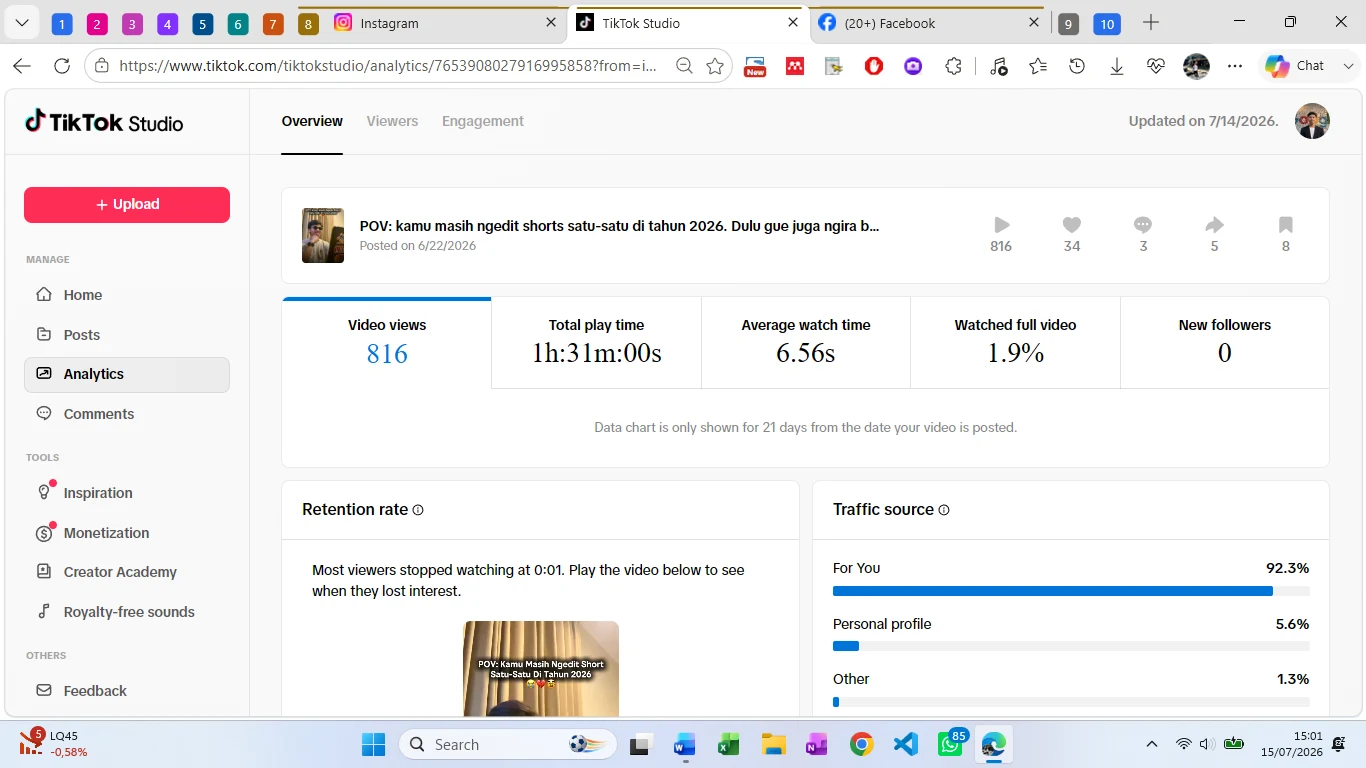 1
2
3
4
5
6
7
8
Instagram
TikTok Studio
(20+) Facebook
9
10
https://www.tiktok.com/tiktokstudio/analytics/7653908027916995858?from=i...
New
Chat
TikTok Studio
Overview
Viewers
Engagement
Updated on 7/14/2026.
+ Upload
MANAGE
Home
Posts
Analytics
Comments
TOOLS
Inspiration
Monetization
Creator Academy
Royalty-free sounds
OTHERS
Feedback
POV: kamu masih ngedit shorts satu-satu di tahun 2026. Dulu gue juga ngira b...
Posted on 6/22/2026
816
34
3
5
8
Video views
816
Total play time
1h:31m:00s
Average watch time
6.56s
Watched full video
1.9%
New followers
0
Data chart is only shown for 21 days from the date your video is posted.
Retention rate
Most viewers stopped watching at 0:01. Play the video below to see
when they lost interest.
POV: Kamu Masih Ngedit Short
Satu-Satu Di Tahun 2026
Traffic source
For You
92.3%
Personal profile
5.6%
Other
1.3%
5
LQ45
-0,58%
Search
85
15:01
15/07/2026